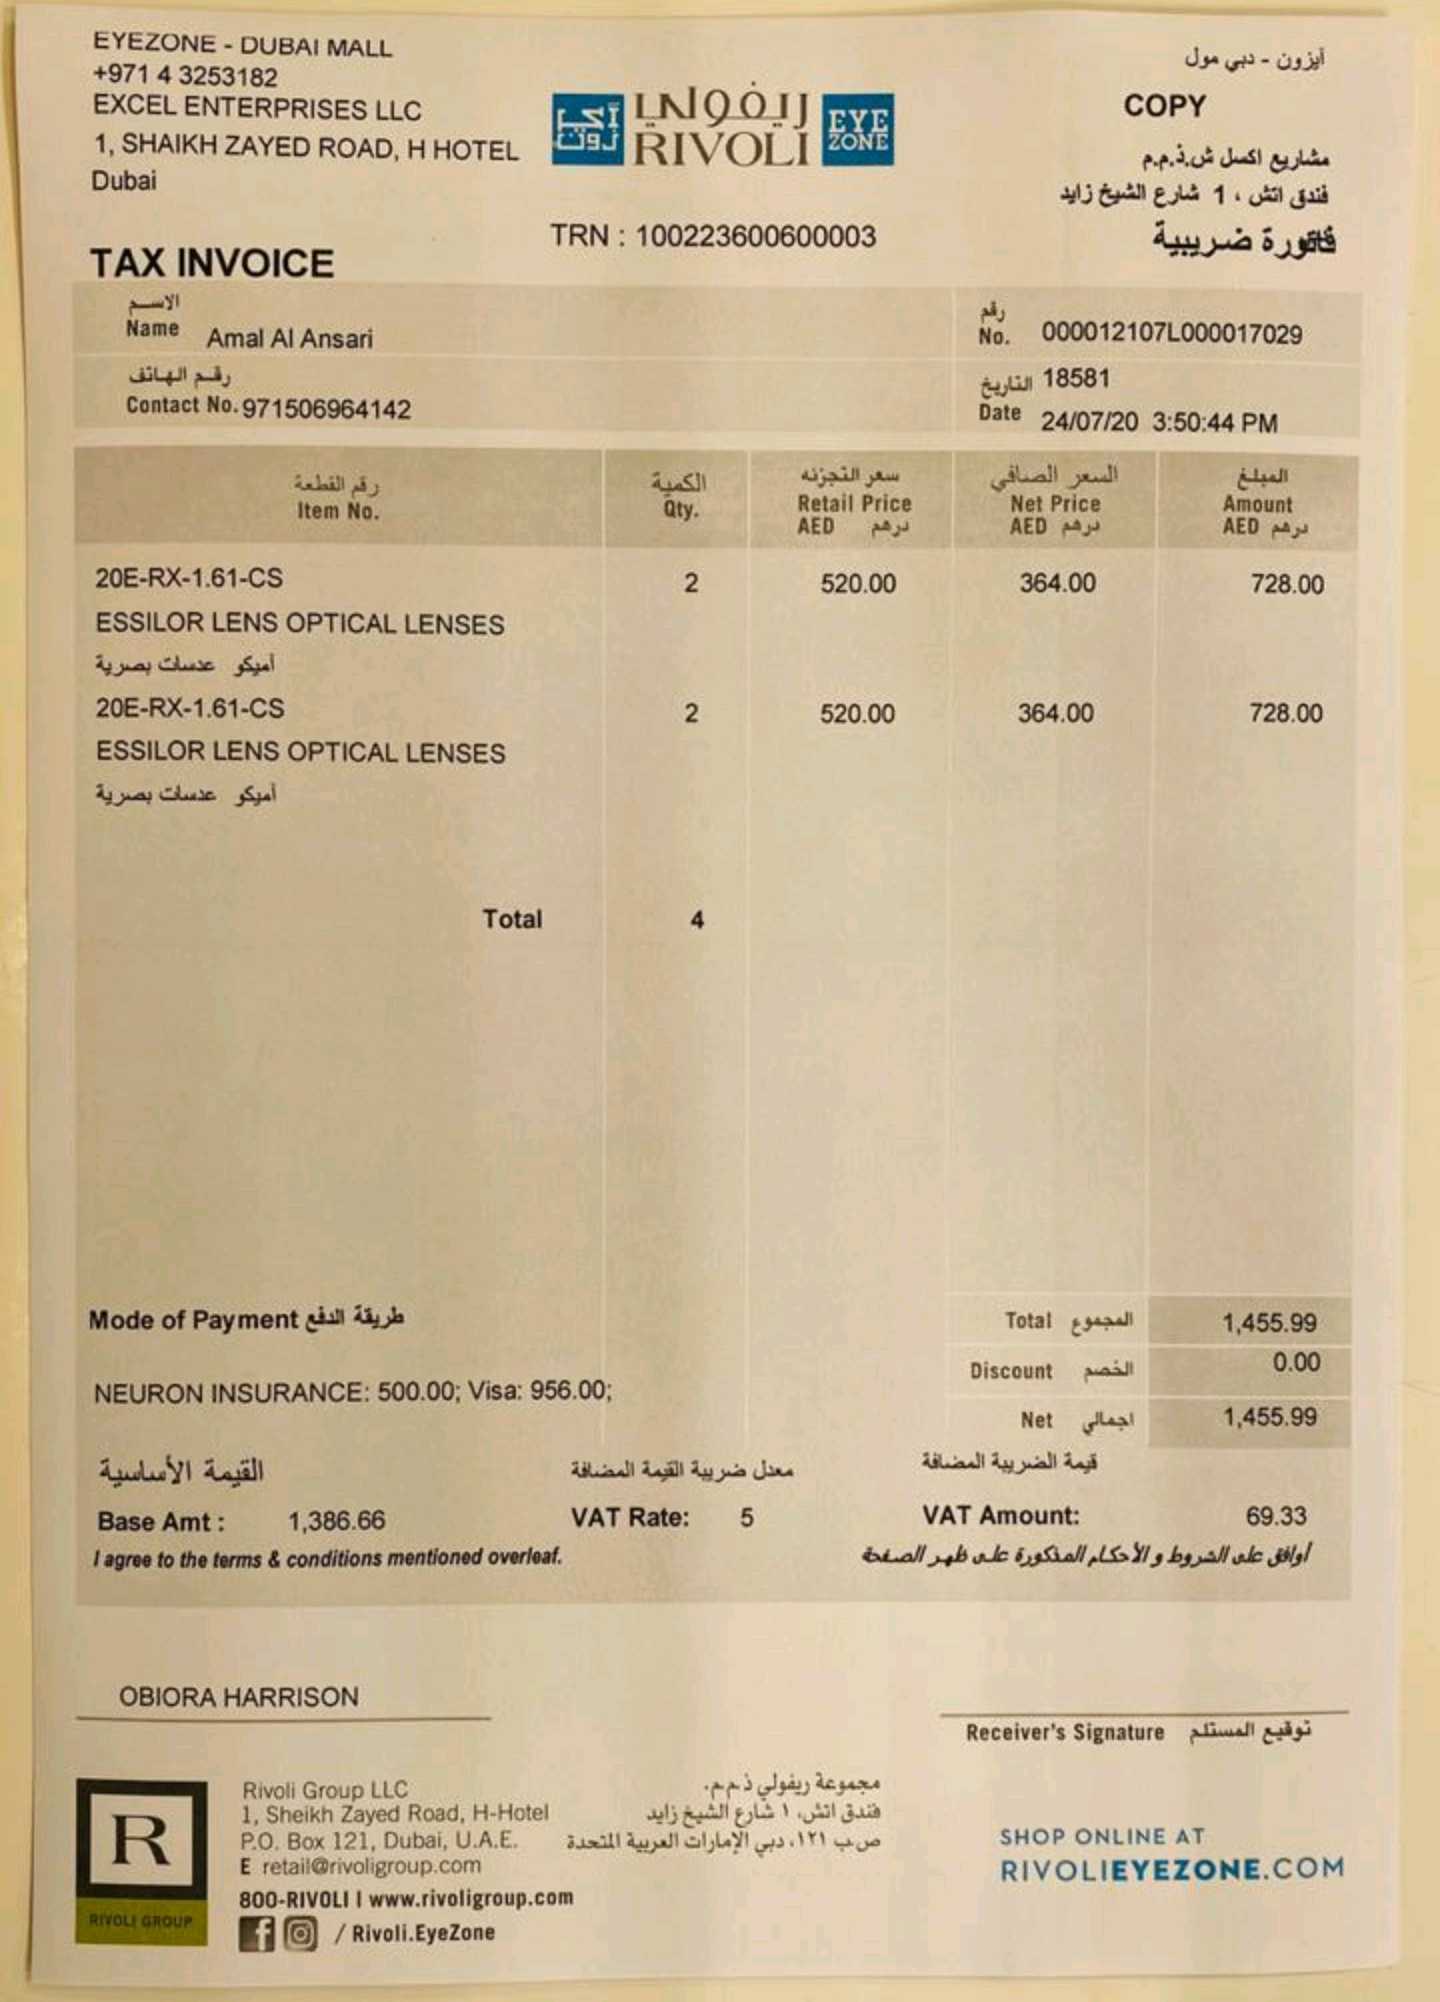 EYEZONE - DUBAI MALL
+971 4 3253182
EXCEL ENTERPRISES LLC
1, SHAIKH ZAYED ROAD, H HOTEL
Dubai
آي زون
ريفولي
RIVOLI
EYE ZONE
أيزون - دبي مول
COPY
مشاريع اكسل ش.ذ.م.م
فندق اتش ، 1 شارع الشيخ زايد
TRN : 100223600600003
فاتورة ضريبية
TAX INVOICE
الاسم
Name Amal Al Ansari
رقم
No. 000012107L000017029
رقم الهاتف
Contact No. 971506964142
التاريخ 18581
Date 24/07/20 3:50:44 PM
رقم القطعة الكمية سعر التجزئه السعر الصافي المبلغ
Item No. Qty. Retail Price Net Price Amount
AED درهم AED درهم AED درهم
20E-RX-1.61-CS 2 520.00 364.00 728.00
ESSILOR LENS OPTICAL LENSES
أميكو عدسات بصرية
20E-RX-1.61-CS 2 520.00 364.00 728.00
ESSILOR LENS OPTICAL LENSES
أميكو عدسات بصرية
Total 4
Mode of Payment طريقة الدفع
Total المجموع 1,455.99
Discount الخصم 0.00
NEURON INSURANCE: 500.00; Visa: 956.00;
Net اجمالي 1,455.99
القيمة الأساسية معدل ضريبة القيمة المضافة قيمة الضريبة المضافة
Base Amt : 1,386.66 VAT Rate: 5 VAT Amount: 69.33
I agree to the terms & conditions mentioned overleaf.
أوافق على الشروط و الأحكام المذكورة على ظهر الصفحة
OBIORA HARRISON
Receiver's Signature توقيع المستلم
R
RIVOLI GROUP
Rivoli Group LLC
1, Sheikh Zayed Road, H-Hotel
P.O. Box 121, Dubai, U.A.E.
E retail@rivoligroup.com
800-RIVOLI I www.rivoligroup.com
/ Rivoli.EyeZone
مجموعة ريفولي ذ.م.م.
فندق اتش، ١ شارع الشيخ زايد
ص.ب ١٢١، دبي الإمارات العربية المتحدة
SHOP ONLINE AT
RIVOLIEYEZONE.COM